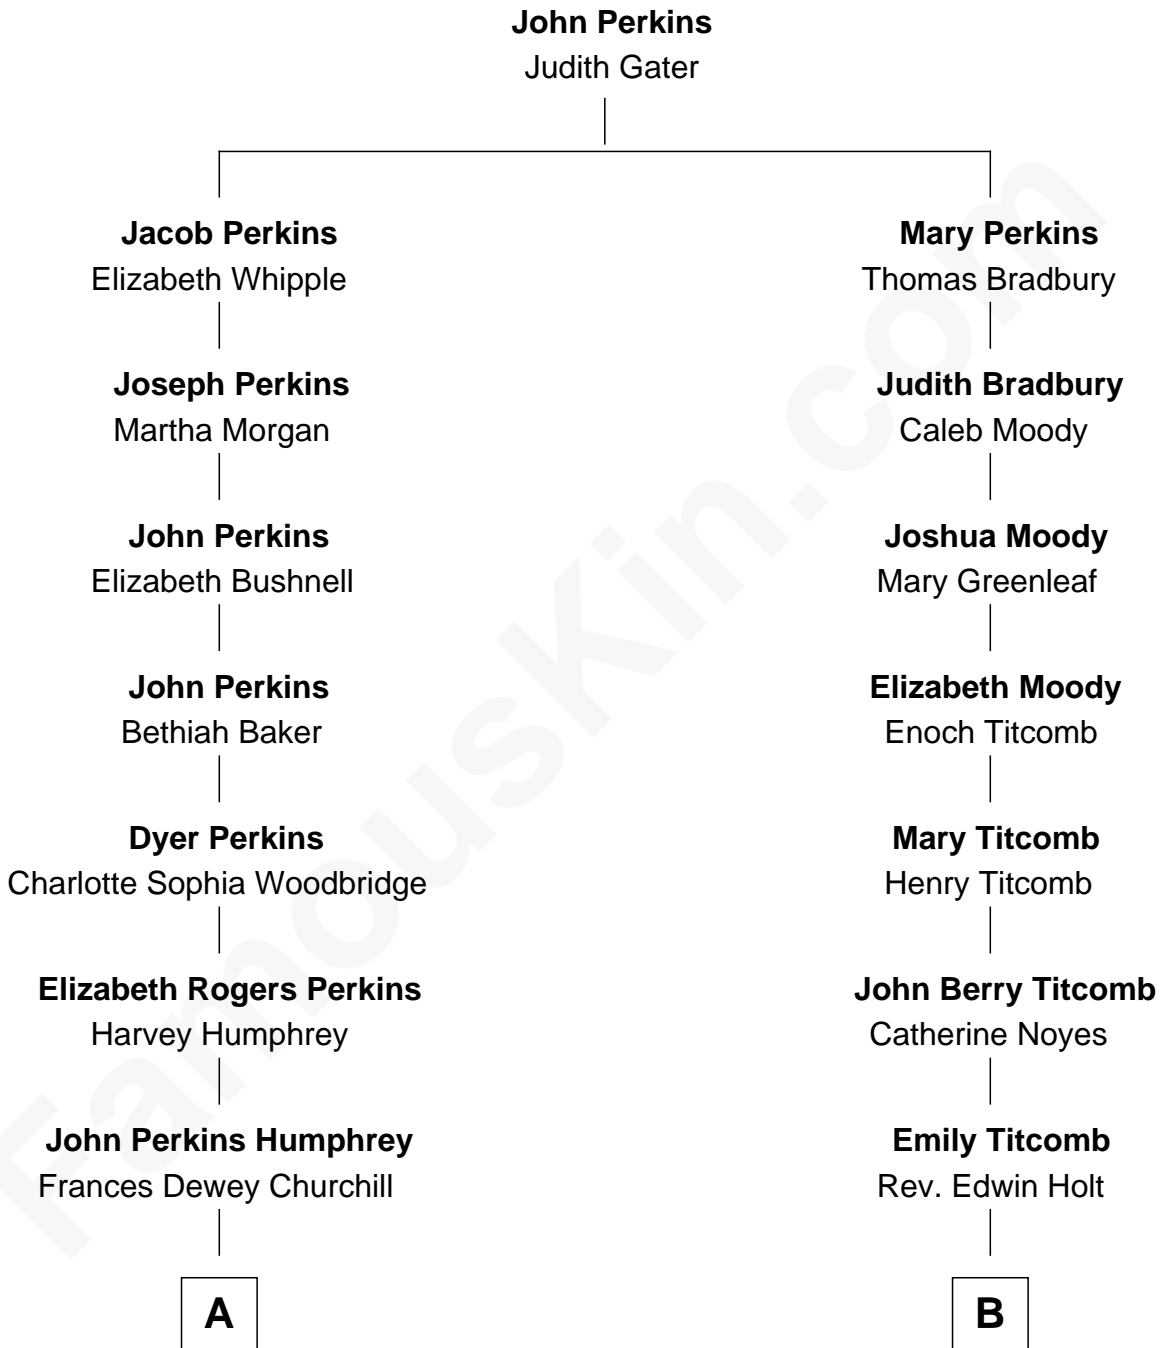 John Perkins
Judith Gater
Jacob Perkins
Elizabeth Whipple
Mary Perkins
Thomas Bradbury
Joseph Perkins
Martha Morgan
Judith Bradbury
Caleb Moody
John Perkins
Elizabeth Bushnell
Joshua Moody
Mary Greenleaf
John Perkins
Bethiah Baker
Elizabeth Moody
Enoch Titcomb
Dyer Perkins
Charlotte Sophia Woodbridge
Mary Titcomb
Henry Titcomb
Elizabeth Rogers Perkins
Harvey Humphrey
John Berry Titcomb
Catherine Noyes
John Perkins Humphrey
Frances Dewey Churchill
Emily Titcomb
Rev. Edwin Holt
A
B
FamousKin.com